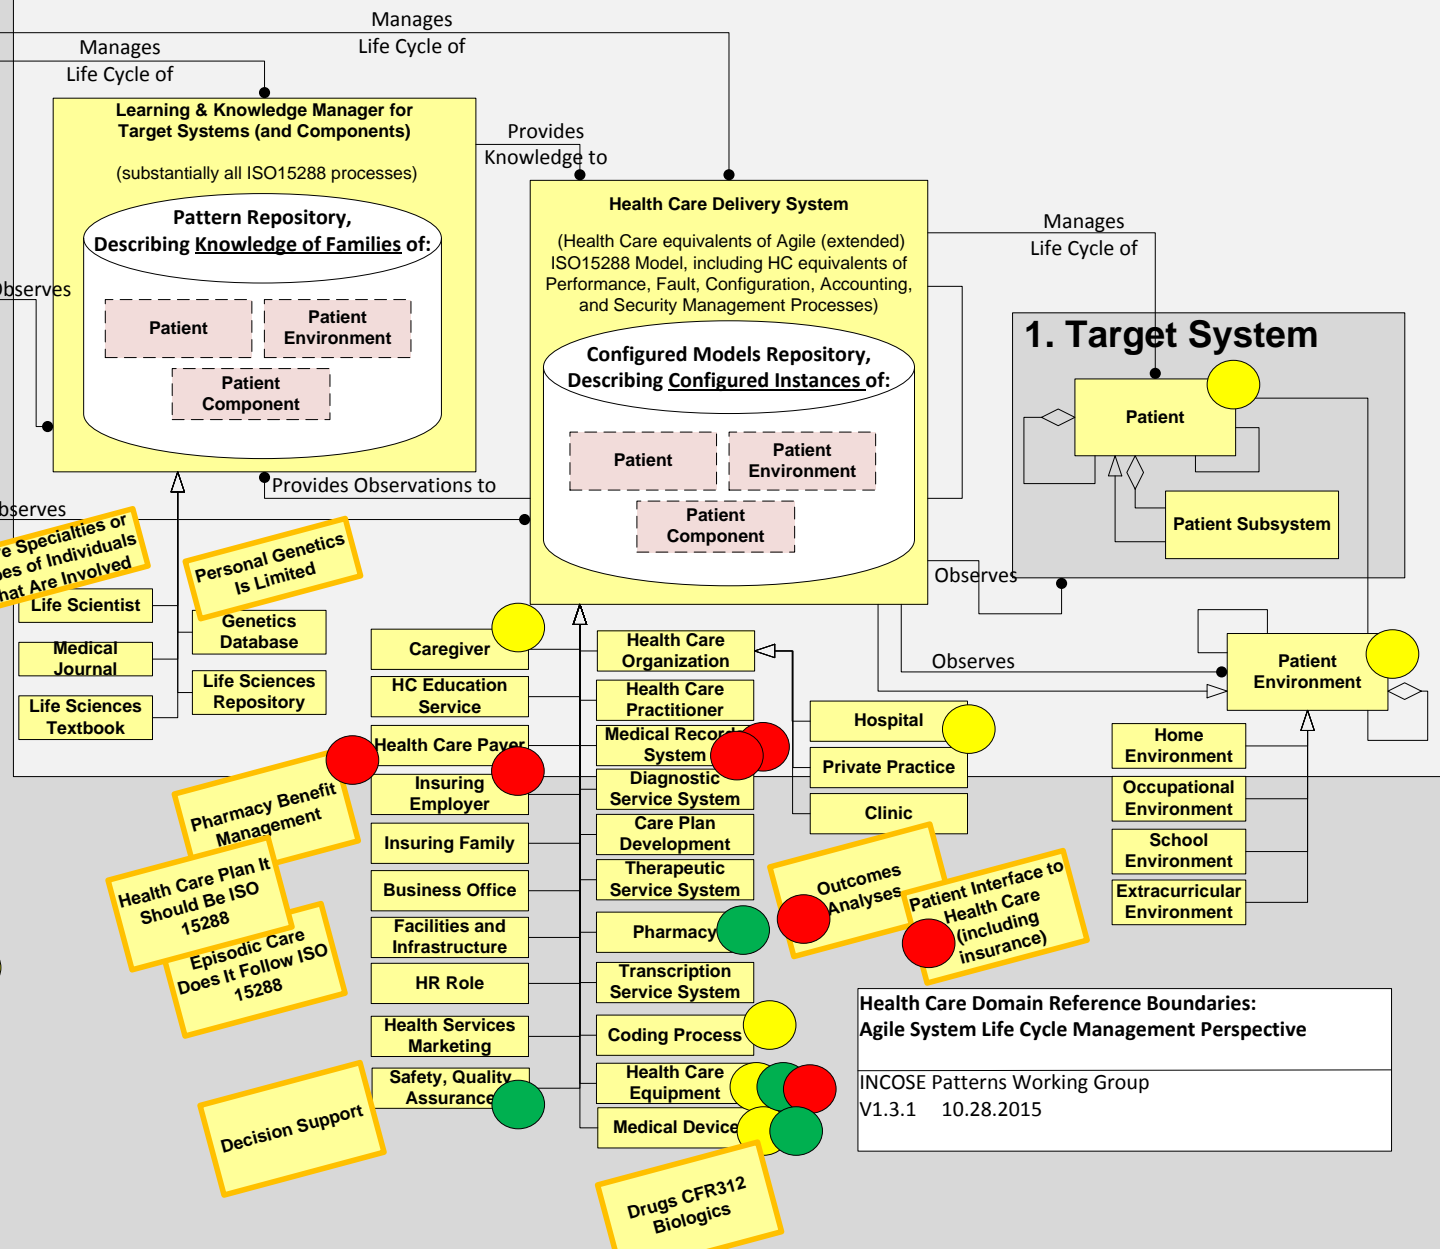 Manages
Life Cycle of
Manages
Life Cycle of
Learning & Knowledge Manager for
Target Systems (and Components)
(substantially all ISO15288 processes)
Pattern Repository,
Describing Knowledge of Families of:
Patient
Patient
Environment
Patient
Component
Provides
Knowledge to
Health Care Delivery System
(Health Care equivalents of Agile (extended)
ISO15288 Model, including HC equivalents of
Performance, Fault, Configuration, Accounting,
and Security Management Processes)
Configured Models Repository,
Describing Configured Instances of:
Patient
Patient
Environment
Patient
Component
Manages
Life Cycle of
1. Target System
Patient
Patient Subsystem
Observes
Provides Observations to
bserves
e Specialties or
pes of Individuals
hat Are Involved
Personal Genetics
Is Limited
Life Scientist
Medical
Journal
Life Sciences
Textbook
Genetics
Database
Life Sciences
Repository
Observes
Observes
Patient
Environment
Home
Environment
Occupational
Environment
School
Environment
Extracurricular
Environment
Caregiver
HC Education
Service
Health Care Payer
Insuring
Employer
Insuring Family
Business Office
Facilities and
Infrastructure
HR Role
Health Services
Marketing
Safety, Quality
Assurance
Health Care
Organization
Health Care
Practitioner
Medical Records
System
Diagnostic
Service System
Care Plan
Development
Therapeutic
Service System
Pharmacy
Transcription
Service System
Coding Process
Health Care
Equipment
Medical Device
Hospital
Private Practice
Clinic
Pharmacy Benefit
Management
Health Care Plan It
Should Be ISO
15288
Episodic Care
Does It Follow ISO
15288
Decision Support
Outcomes
Analyses
Patient Interface to
Health Care
(including
insurance)
Drugs CFR312
Biologics
Health Care Domain Reference Boundaries:
Agile System Life Cycle Management Perspective
INCOSE Patterns Working Group
V1.3.1 10.28.2015